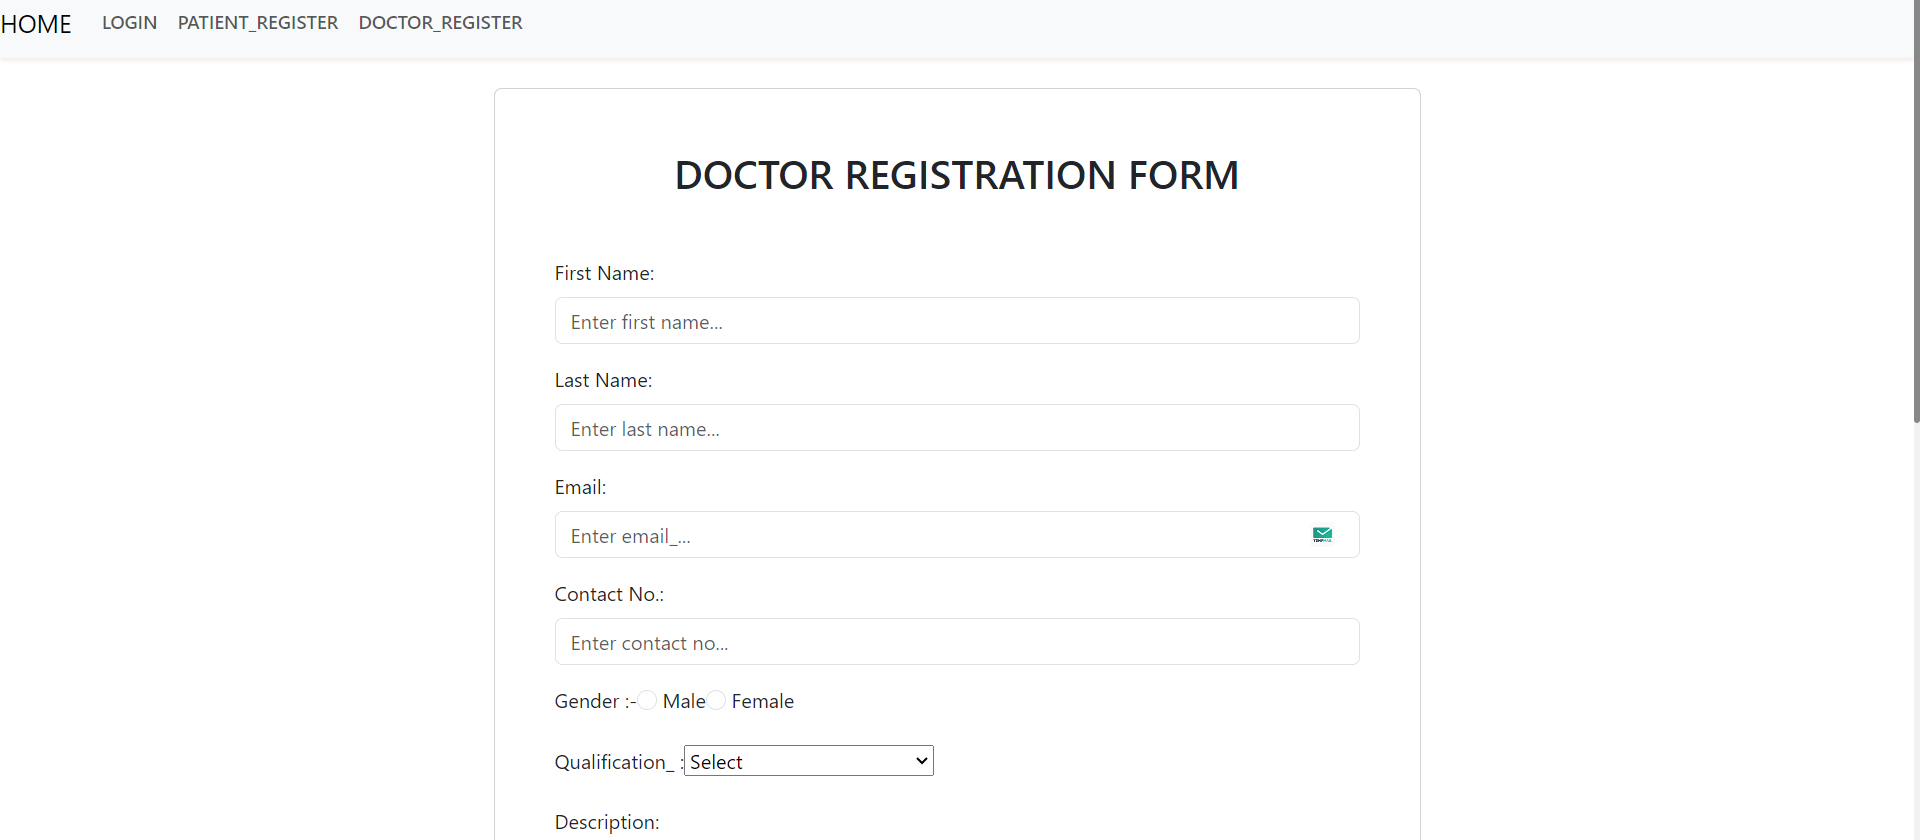 HOME LOGIN PATIENT_REGISTER DOCTOR_REGISTER
DOCTOR REGISTRATION FORM
First Name:
Enter first name...
Last Name:
Enter last name...
Email:
Enter email_...
Contact No.:
Enter contact no...
Gender :- Male Female
Qualification_ : Select
Description: